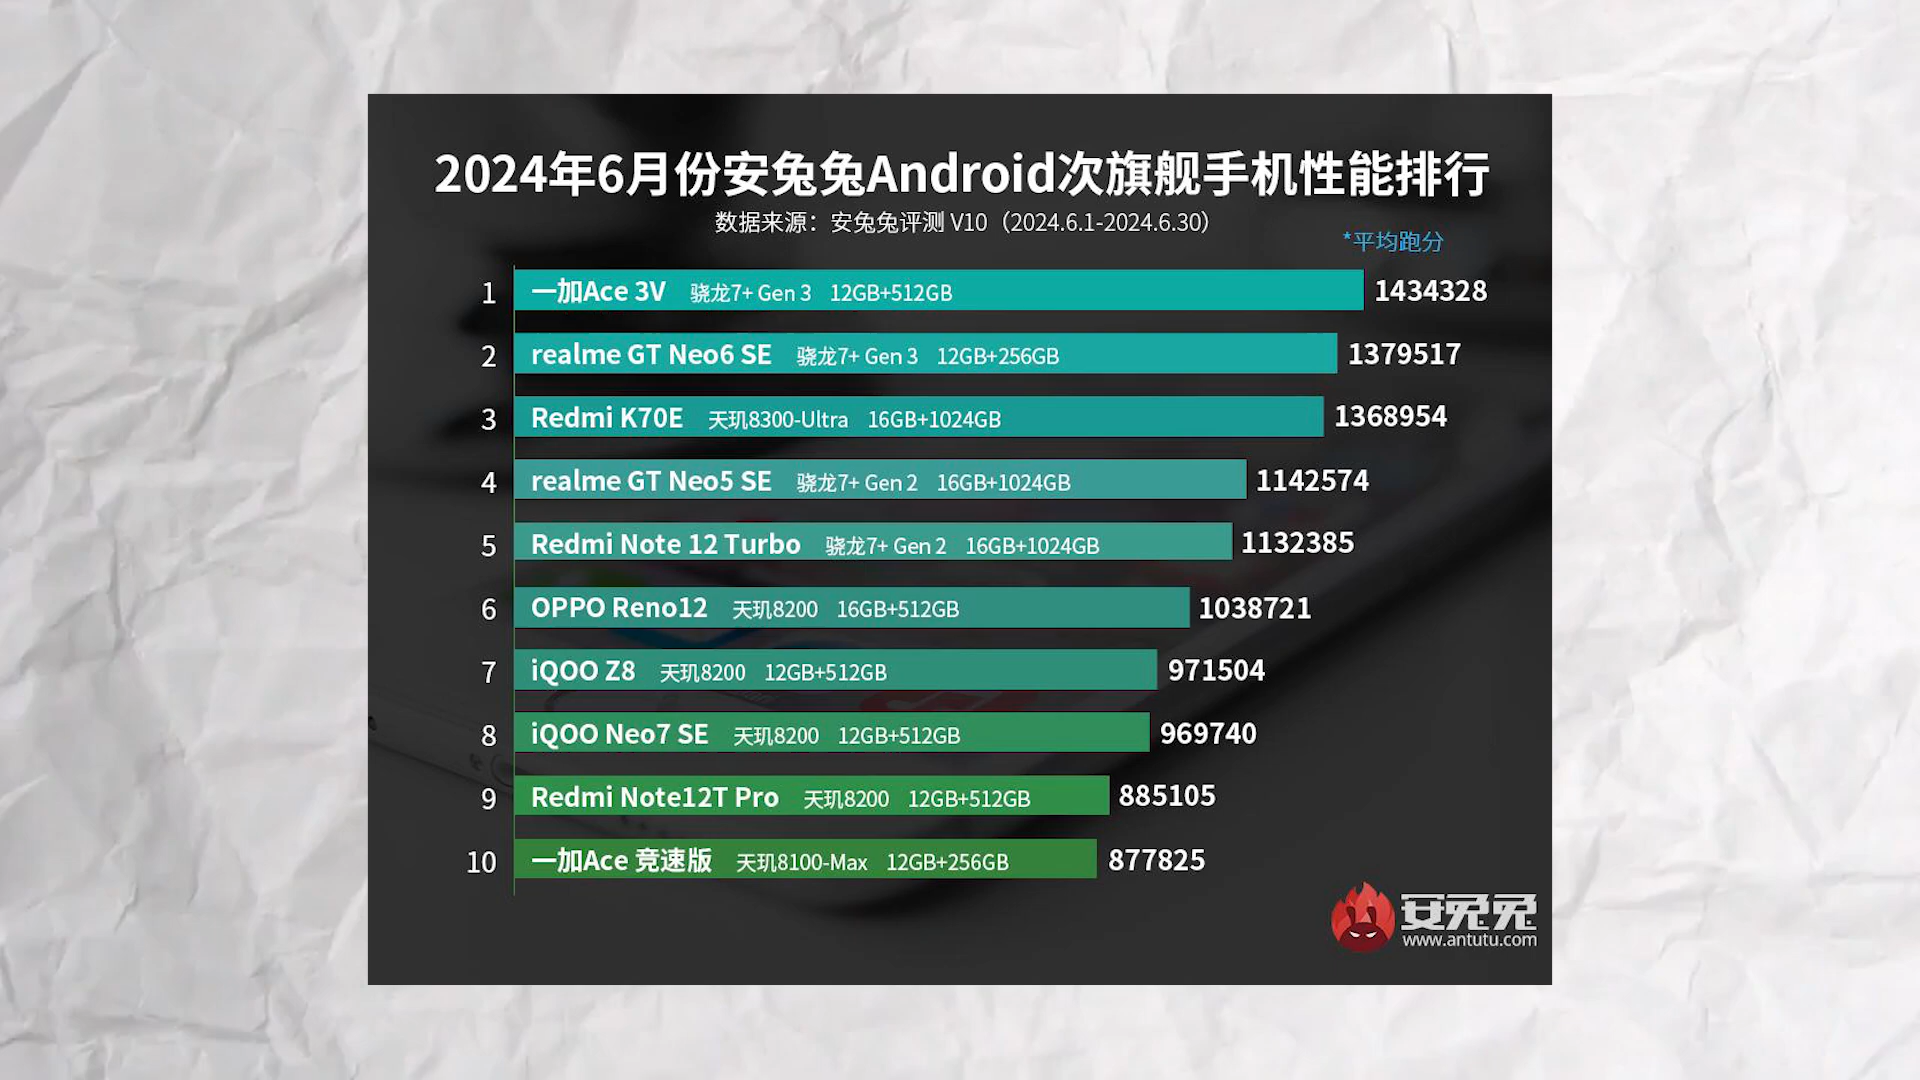 2024年6月份安兔兔Android次旗舰手机性能排行
数据来源：安兔兔评测 V10（2024.6.1-2024.6.30）
*平均跑分
1 一加Ace 3V 骁龙7+ Gen 3 12GB+512GB 1434328
2 realme GT Neo6 SE 骁龙7+ Gen 3 12GB+256GB 1379517
3 Redmi K70E 天玑8300-Ultra 16GB+1024GB 1368954
4 realme GT Neo5 SE 骁龙7+ Gen 2 16GB+1024GB 1142574
5 Redmi Note 12 Turbo 骁龙7+ Gen 2 16GB+1024GB 1132385
6 OPPO Reno12 天玑8200 16GB+512GB 1038721
7 iQOO Z8 天玑8200 12GB+512GB 971504
8 iQOO Neo7 SE 天玑8200 12GB+512GB 969740
9 Redmi Note12T Pro 天玑8200 12GB+512GB 885105
10 一加Ace 竞速版 天玑8100-Max 12GB+256GB 877825
安兔兔
www.antutu.com